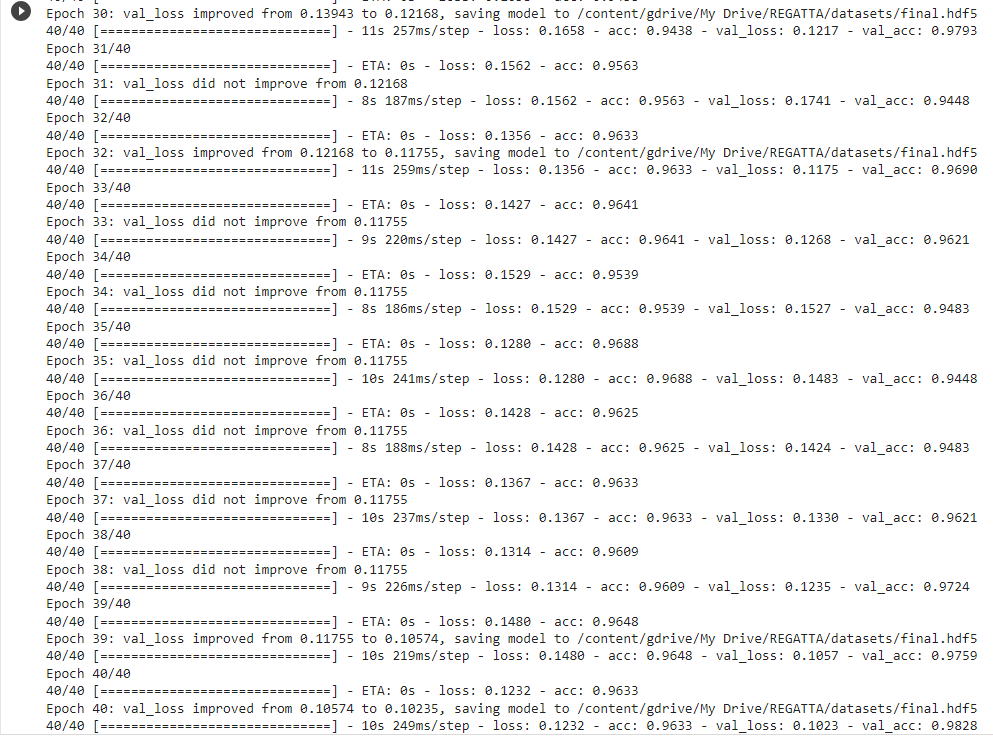 Epoch 30: val_loss improved from 0.13943 to 0.12168, saving model to /content/gdrive/My Drive/REGATTA/datasets/final.hdf5
40/40 [==============================] - 11s 257ms/step - loss: 0.1658 - acc: 0.9438 - val_loss: 0.1217 - val_acc: 0.9793
Epoch 31/40
40/40 [==============================] - ETA: 0s - loss: 0.1562 - acc: 0.9563
Epoch 31: val_loss did not improve from 0.12168
40/40 [==============================] - 8s 187ms/step - loss: 0.1562 - acc: 0.9563 - val_loss: 0.1741 - val_acc: 0.9448
Epoch 32/40
40/40 [==============================] - ETA: 0s - loss: 0.1356 - acc: 0.9633
Epoch 32: val_loss improved from 0.12168 to 0.11755, saving model to /content/gdrive/My Drive/REGATTA/datasets/final.hdf5
40/40 [==============================] - 11s 259ms/step - loss: 0.1356 - acc: 0.9633 - val_loss: 0.1175 - val_acc: 0.9690
Epoch 33/40
40/40 [==============================] - ETA: 0s - loss: 0.1427 - acc: 0.9641
Epoch 33: val_loss did not improve from 0.11755
40/40 [==============================] - 9s 220ms/step - loss: 0.1427 - acc: 0.9641 - val_loss: 0.1268 - val_acc: 0.9621
Epoch 34/40
40/40 [==============================] - ETA: 0s - loss: 0.1529 - acc: 0.9539
Epoch 34: val_loss did not improve from 0.11755
40/40 [==============================] - 8s 186ms/step - loss: 0.1529 - acc: 0.9539 - val_loss: 0.1527 - val_acc: 0.9483
Epoch 35/40
40/40 [==============================] - ETA: 0s - loss: 0.1280 - acc: 0.9688
Epoch 35: val_loss did not improve from 0.11755
40/40 [==============================] - 10s 241ms/step - loss: 0.1280 - acc: 0.9688 - val_loss: 0.1483 - val_acc: 0.9448
Epoch 36/40
40/40 [==============================] - ETA: 0s - loss: 0.1428 - acc: 0.9625
Epoch 36: val_loss did not improve from 0.11755
40/40 [==============================] - 8s 188ms/step - loss: 0.1428 - acc: 0.9625 - val_loss: 0.1424 - val_acc: 0.9483
Epoch 37/40
40/40 [==============================] - ETA: 0s - loss: 0.1367 - acc: 0.9633
Epoch 37: val_loss did not improve from 0.11755
40/40 [==============================] - 10s 237ms/step - loss: 0.1367 - acc: 0.9633 - val_loss: 0.1330 - val_acc: 0.9621
Epoch 38/40
40/40 [==============================] - ETA: 0s - loss: 0.1314 - acc: 0.9609
Epoch 38: val_loss did not improve from 0.11755
40/40 [==============================] - 9s 226ms/step - loss: 0.1314 - acc: 0.9609 - val_loss: 0.1235 - val_acc: 0.9724
Epoch 39/40
40/40 [==============================] - ETA: 0s - loss: 0.1480 - acc: 0.9648
Epoch 39: val_loss improved from 0.11755 to 0.10574, saving model to /content/gdrive/My Drive/REGATTA/datasets/final.hdf5
40/40 [==============================] - 10s 219ms/step - loss: 0.1480 - acc: 0.9648 - val_loss: 0.1057 - val_acc: 0.9759
Epoch 40/40
40/40 [==============================] - ETA: 0s - loss: 0.1232 - acc: 0.9633
Epoch 40: val_loss improved from 0.10574 to 0.10235, saving model to /content/gdrive/My Drive/REGATTA/datasets/final.hdf5
40/40 [==============================] - 10s 249ms/step - loss: 0.1232 - acc: 0.9633 - val_loss: 0.1023 - val_acc: 0.9828